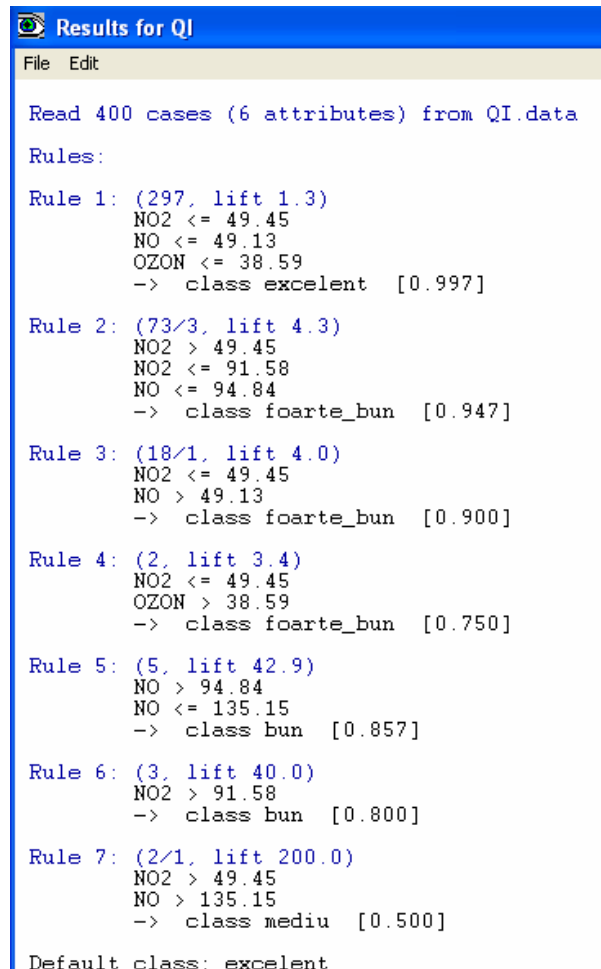 Results for QI
File Edit
Read 400 cases (6 attributes) from QI.data
Rules:
Rule 1: (297, lift 1.3)
NO2 <= 49.45
NO <= 49.13
OZON <= 38.59
-> class excelent [0.997]
Rule 2: (73/3, lift 4.3)
NO2 > 49.45
NO2 <= 91.58
NO <= 94.84
-> class foarte_bun [0.947]
Rule 3: (18/1, lift 4.0)
NO2 <= 49.45
NO > 49.13
-> class foarte_bun [0.900]
Rule 4: (2, lift 3.4)
NO2 <= 49.45
OZON > 38.59
-> class foarte_bun [0.750]
Rule 5: (5, lift 42.9)
NO > 94.84
NO <= 135.15
-> class bun [0.857]
Rule 6: (3, lift 40.0)
NO2 > 91.58
-> class bun [0.800]
Rule 7: (2/1, lift 200.0)
NO2 > 49.45
NO > 135.15
-> class mediu [0.500]
Default class: excelent